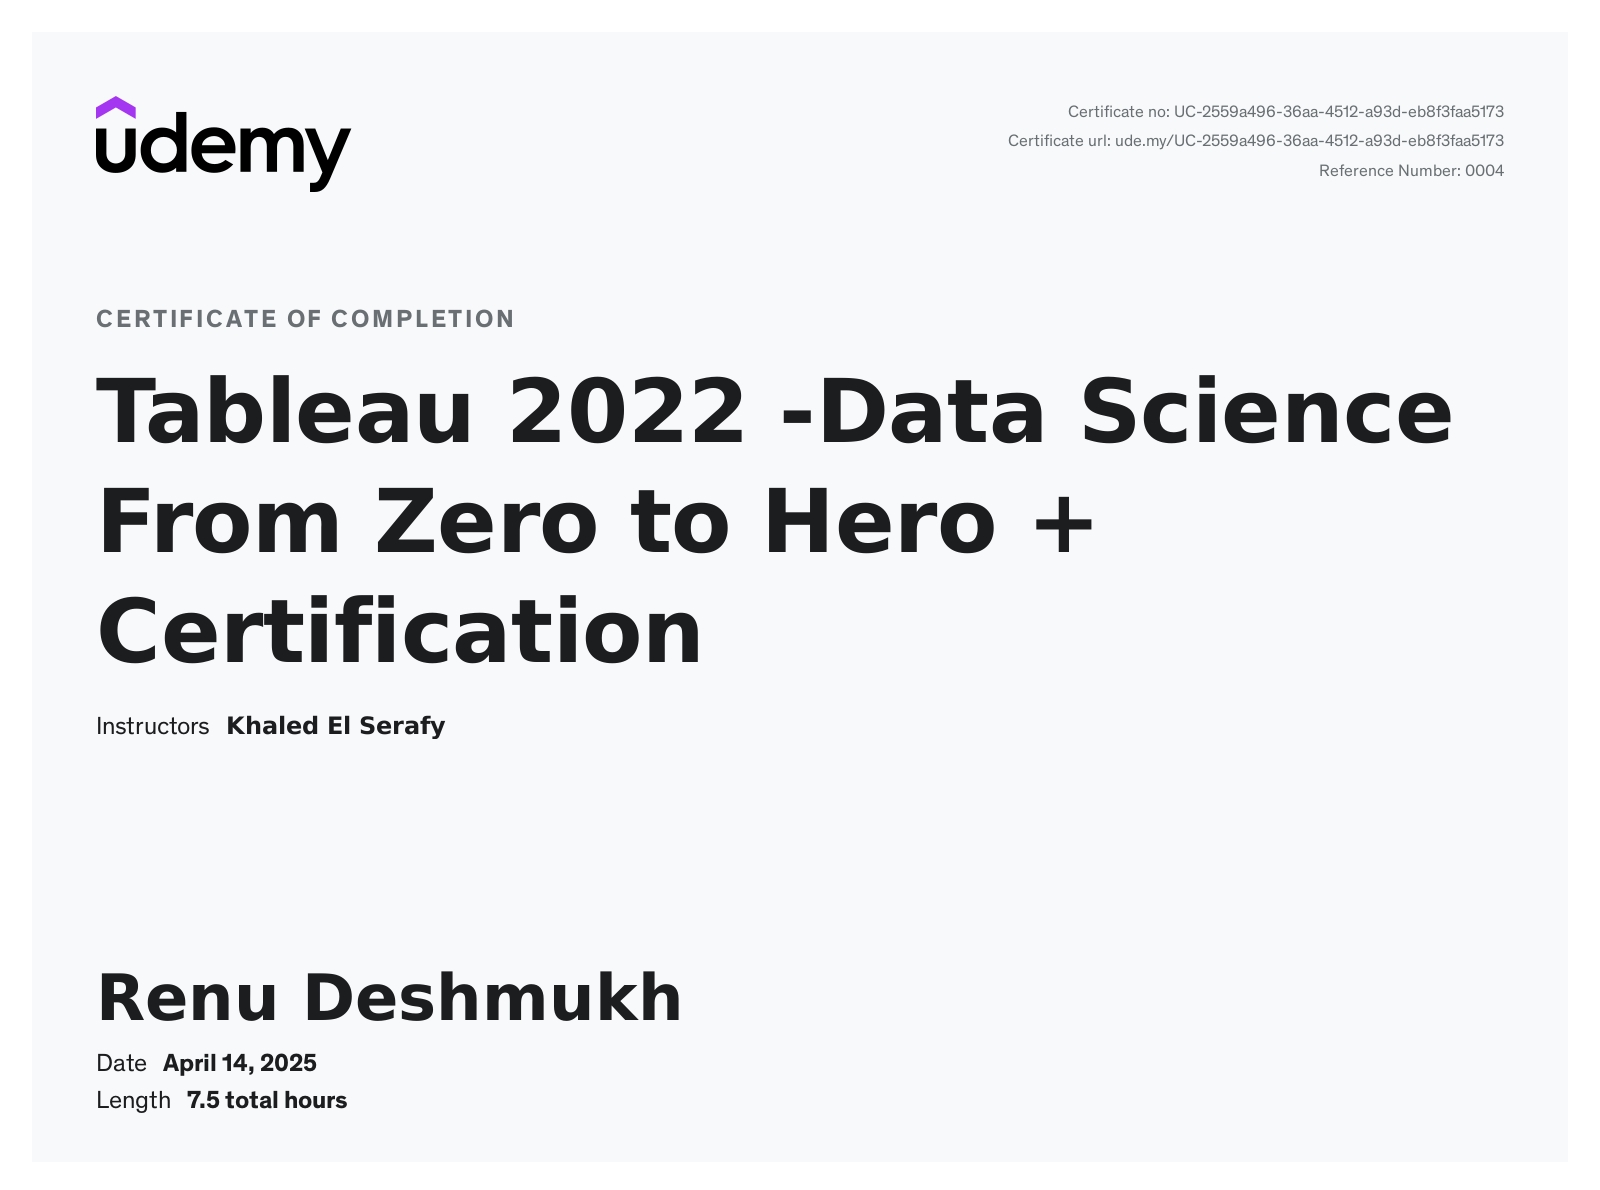 udemy
Certificate no: UC-2559a496-36aa-4512-a93d-eb8f3faa5173
Certificate url: ude.my/UC-2559a496-36aa-4512-a93d-eb8f3faa5173
Reference Number: 0004
CERTIFICATE OF COMPLETION
Tableau 2022 -Data Science
From Zero to Hero +
Certification
Instructors Khaled El Serafy
Renu Deshmukh
Date April 14, 2025
Length 7.5 total hours